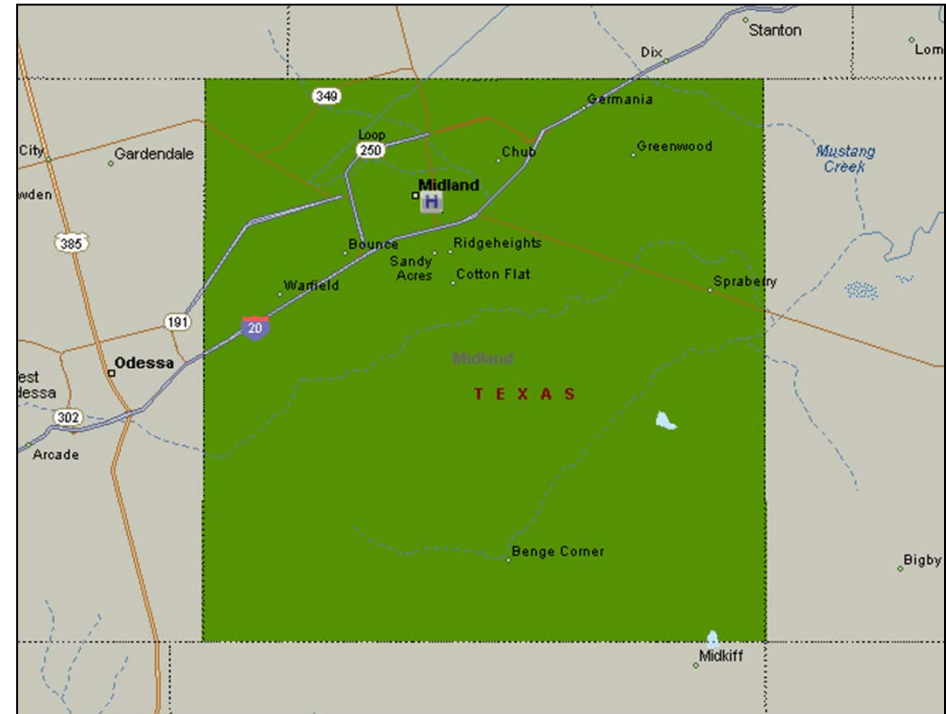 Stanton
Dix
Lom
349
Germania
Loop
250
City
Gardendale
Chub
Greenwood
Mustang
Creek
wden
Midland
H
385
Bounce
Ridgeheights
Sandy
Acres
Cotton Flat
Warfield
Spraberry
191
20
Midland
Odessa
est
dessa
TEXAS
302
Arcade
Benge Corner
Bigby
Midkiff